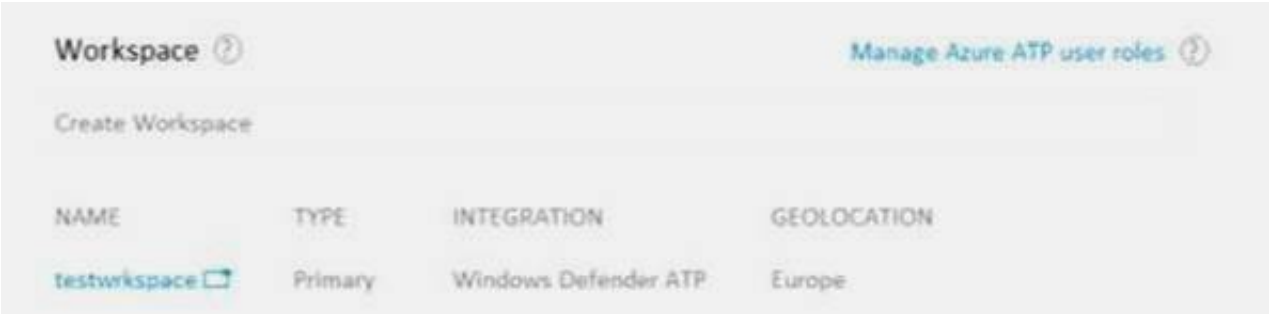 Workspace ?
Manage Azure ATP user roles ?
Create Workspace
NAME TYPE INTEGRATION GEOLOCATION
testwrkspace Primary Windows Defender ATP Europe